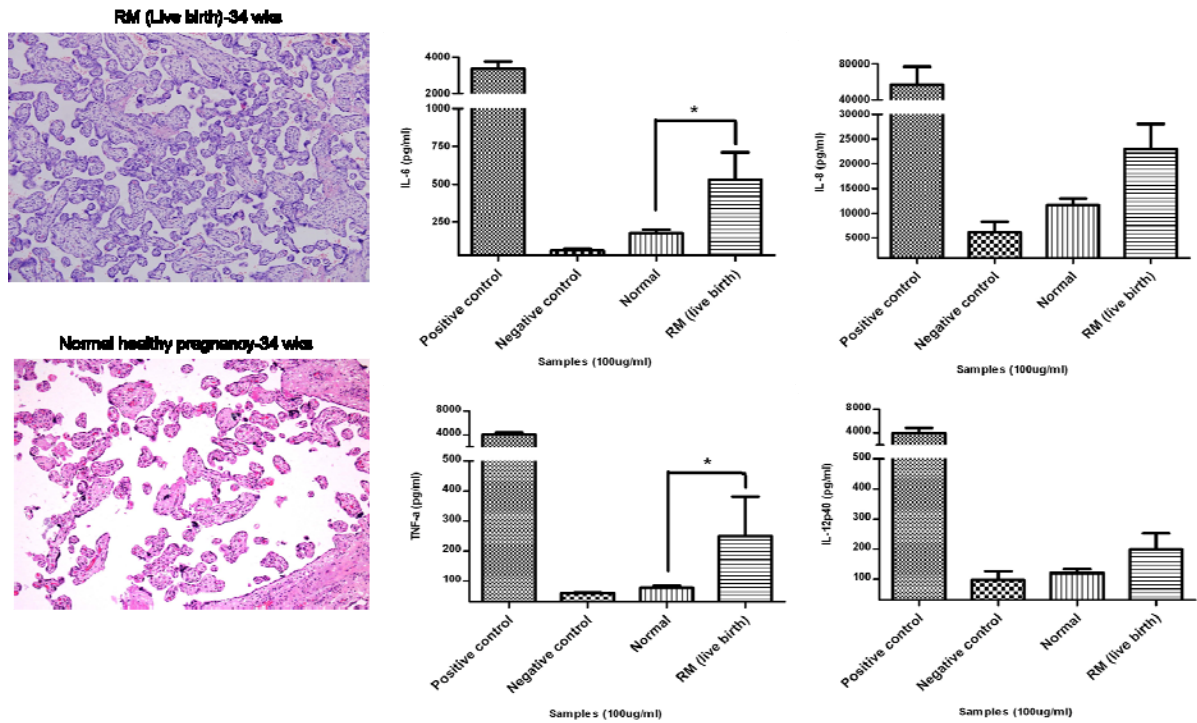 RM (Live birth)-34 wks
Normal healthy pregnancy-34 wks
4000
2000
1000
750
500
250
IL-6 (pg/ml)
*
Positive control
Negative control
Normal
RM (live birth)
Samples (100ug/ml)
80000
40000
30000
25000
20000
15000
10000
5000
IL-8 (pg/ml)
Positive control
Negative control
Normal
RM (live birth)
Samples (100ug/ml)
8000
4000
500
400
300
200
100
TNF-a (pg/ml)
*
Positive control
Negative control
Normal
RM (live birth)
Samples (100ug/ml)
8000
4000
500
400
300
200
100
IL-12p40 (pg/ml)
Positive control
Negative control
Normal
RM (live birth)
Samples (100ug/ml)